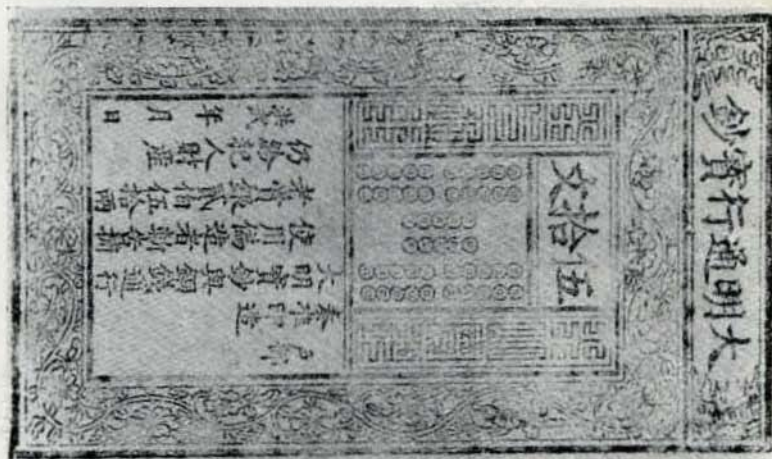 大明通行寶鈔
伍拾文
戶部
奏准印造
大明寶鈔與銅錢通行
使用偽造者斬告捕
者賞銀貳佰伍拾兩
仍給犯人財產
洪武 年 月 日